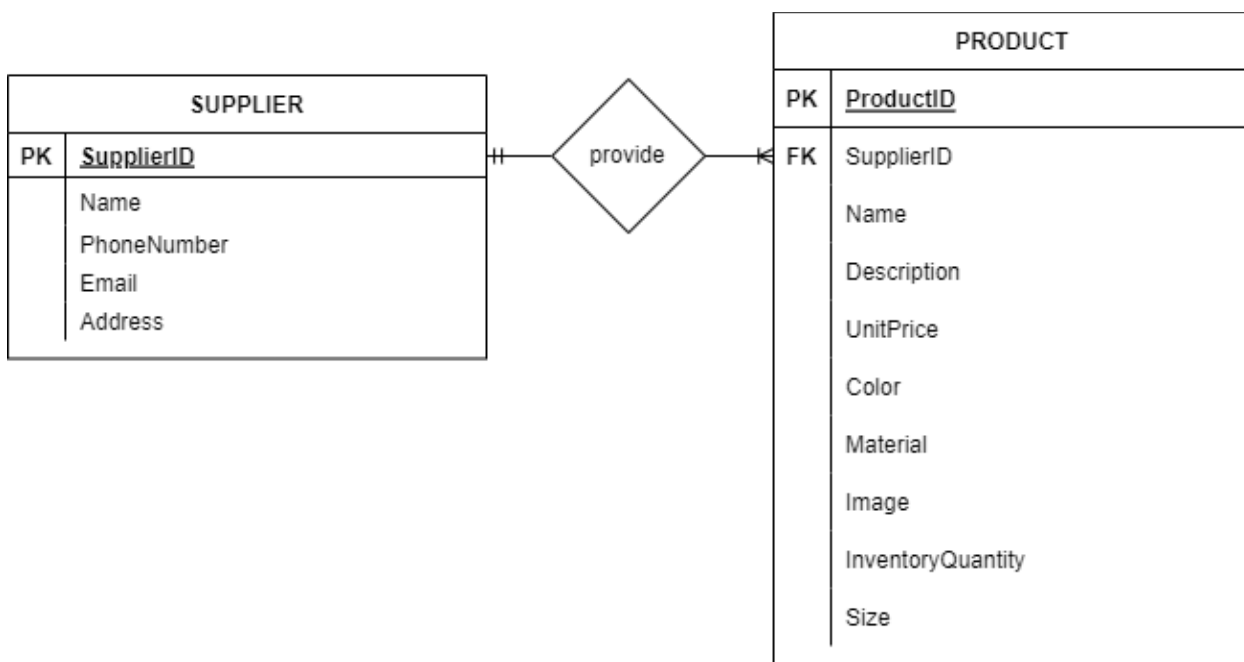 SUPPLIER
PK SupplierID
Name
PhoneNumber
Email
Address
provide
PRODUCT
PK ProductID
FK SupplierID
Name
Description
UnitPrice
Color
Material
Image
InventoryQuantity
Size